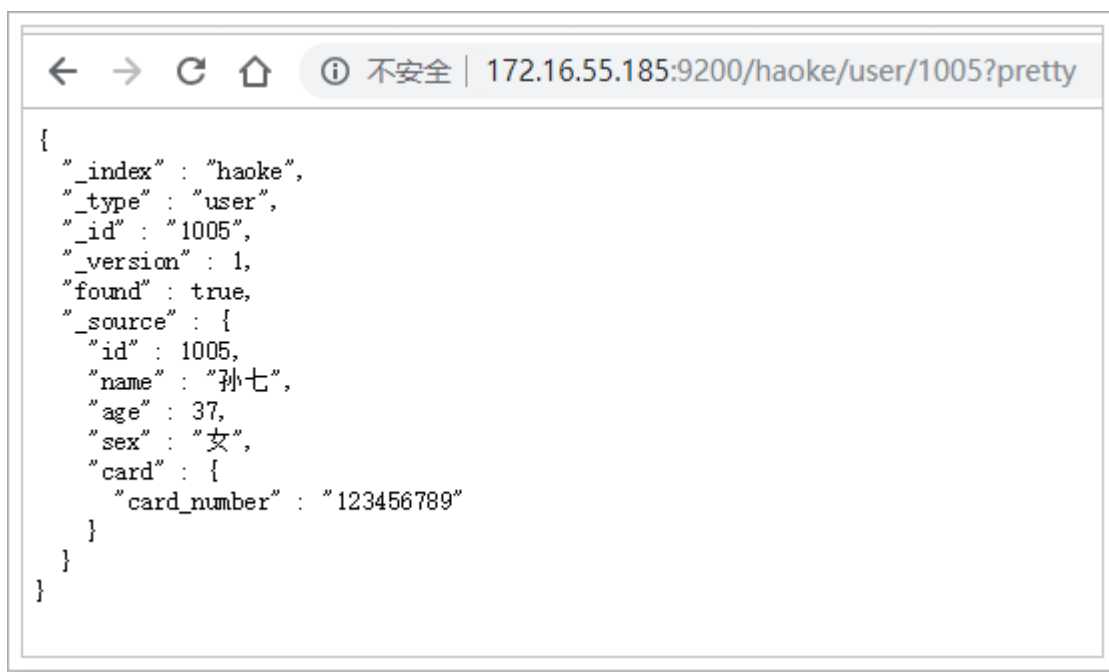 不安全 | 172.16.55.185:9200/haoke/user/1005?pretty
{
  "_index" : "haoke",
  "_type" : "user",
  "_id" : "1005",
  "_version" : 1,
  "found" : true,
  "_source" : {
    "id" : 1005,
    "name" : "孙七",
    "age" : 37,
    "sex" : "女",
    "card" : {
      "card_number" : "123456789"
    }
  }
}